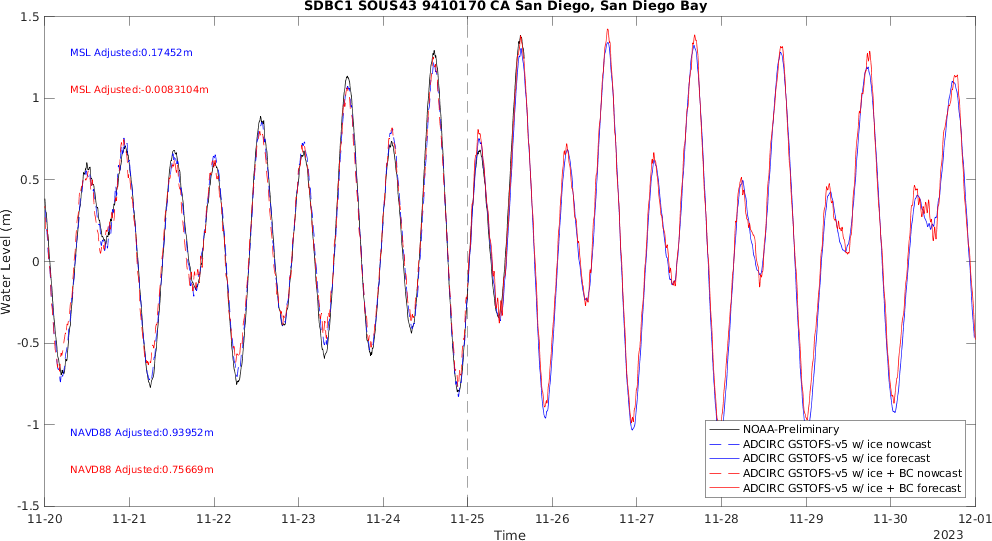 SDBC1 SOUS43 9410170 CA San Diego, San Diego Bay
1.5
MSL Adjusted:0.17452m
MSL Adjusted:-0.0083104m
1
0.5
0
-0.5
-1
-1.5
Water Level (m)
NAVD88 Adjusted:0.93952m
NAVD88 Adjusted:0.75669m
NOAA-Preliminary
ADCIRC GSTOFS-v5 w/ ice nowcast
ADCIRC GSTOFS-v5 w/ ice forecast
ADCIRC GSTOFS-v5 w/ ice + BC nowcast
ADCIRC GSTOFS-v5 w/ ice + BC forecast
11-20 11-21 11-22 11-23 11-24 11-25 11-26 11-27 11-28 11-29 11-30 12-01
Time
2023